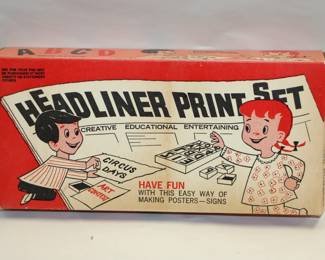 A B C D
HEADLINER PRINT SET
CREATIVE EDUCATIONAL ENTERTAINING
CIRCUS
DAYS
ART
CONTEST
HAVE FUN
WITH THIS EASY WAY OF
MAKING POSTERS—SIGNS